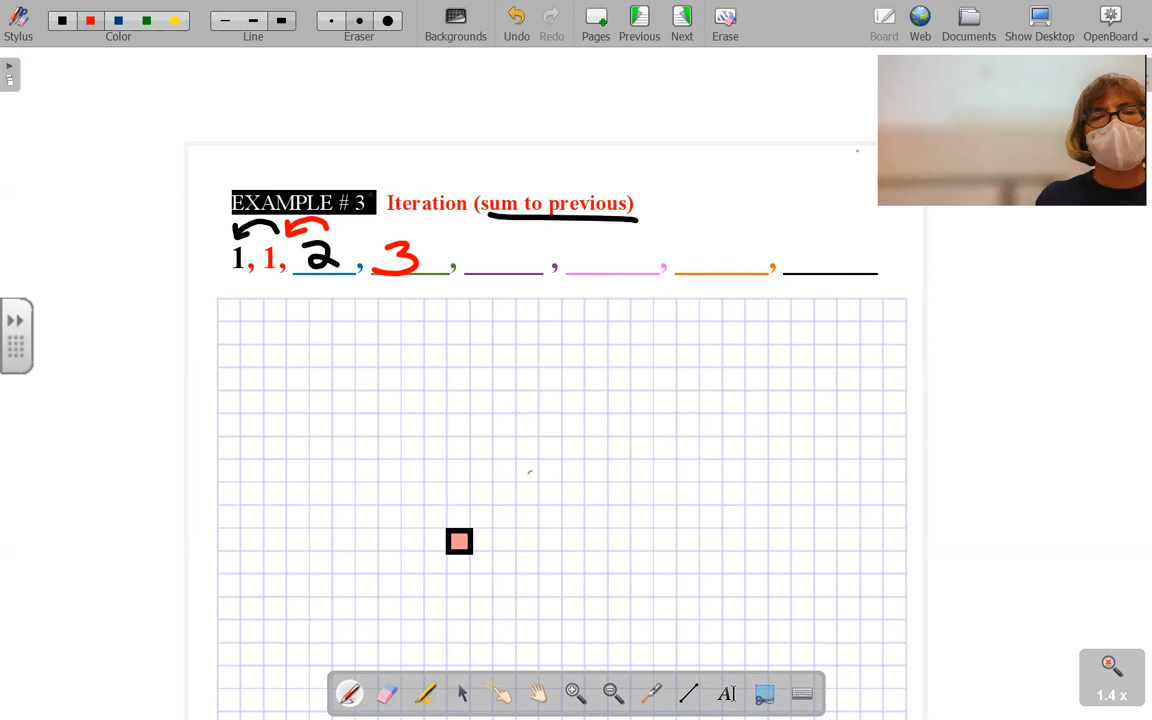 Stylus Color Line Eraser Backgrounds Undo Redo Pages Previous Next Erase Board Web Documents Show Desktop OpenBoard
EXAMPLE # 3 Iteration (sum to previous)
1, 1, 2, 3, , , ,
1.4 x